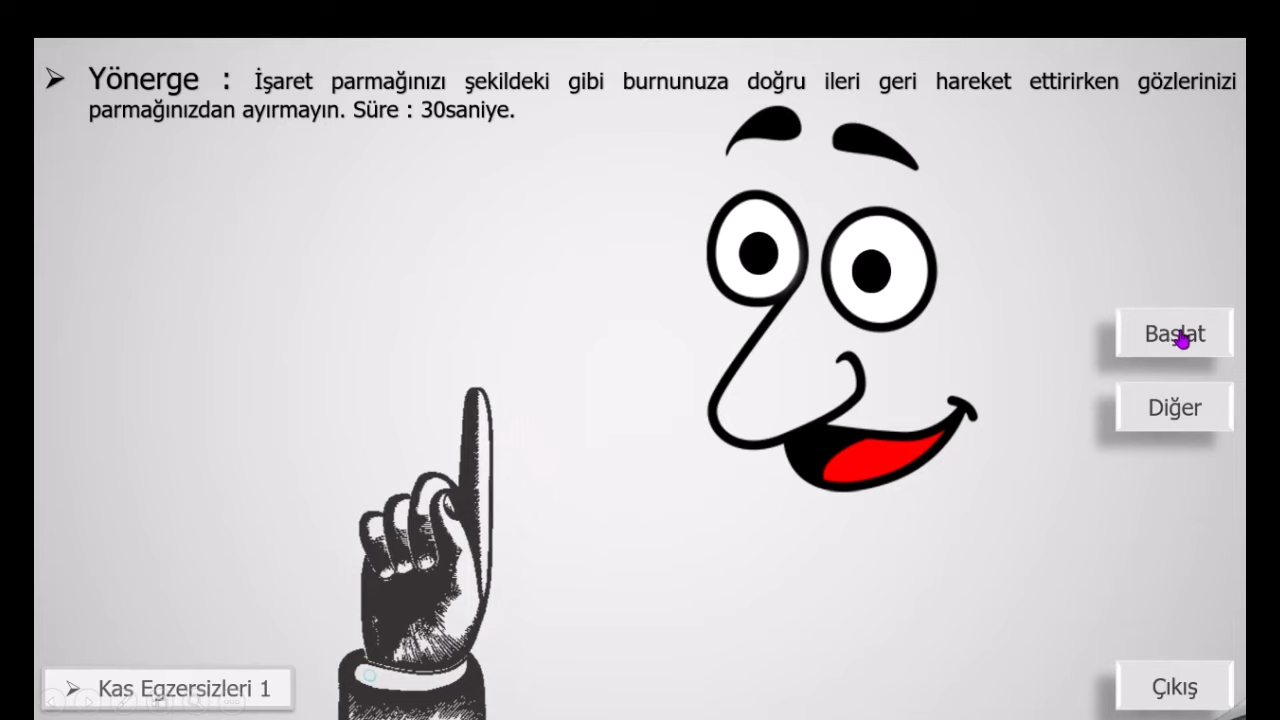 ➢ Yönerge : İşaret parmağınızı şekildeki gibi burnunuza doğru ileri geri hareket ettirirken gözlerinizi
parmağınızdan ayırmayın. Süre : 30saniye.
Başlat
Diğer
➢ Kas Egzersizleri 1
Çıkış